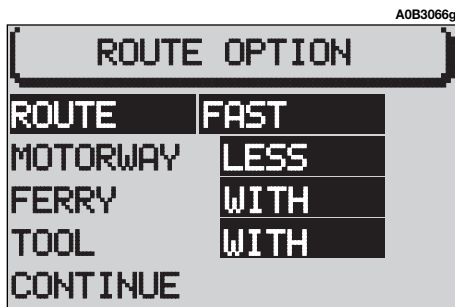 A0B3066g
ROUTE OPTION
ROUTE FAST
MOTORWAY LESS
FERRY WITH
TOOL WITH
CONTINUE